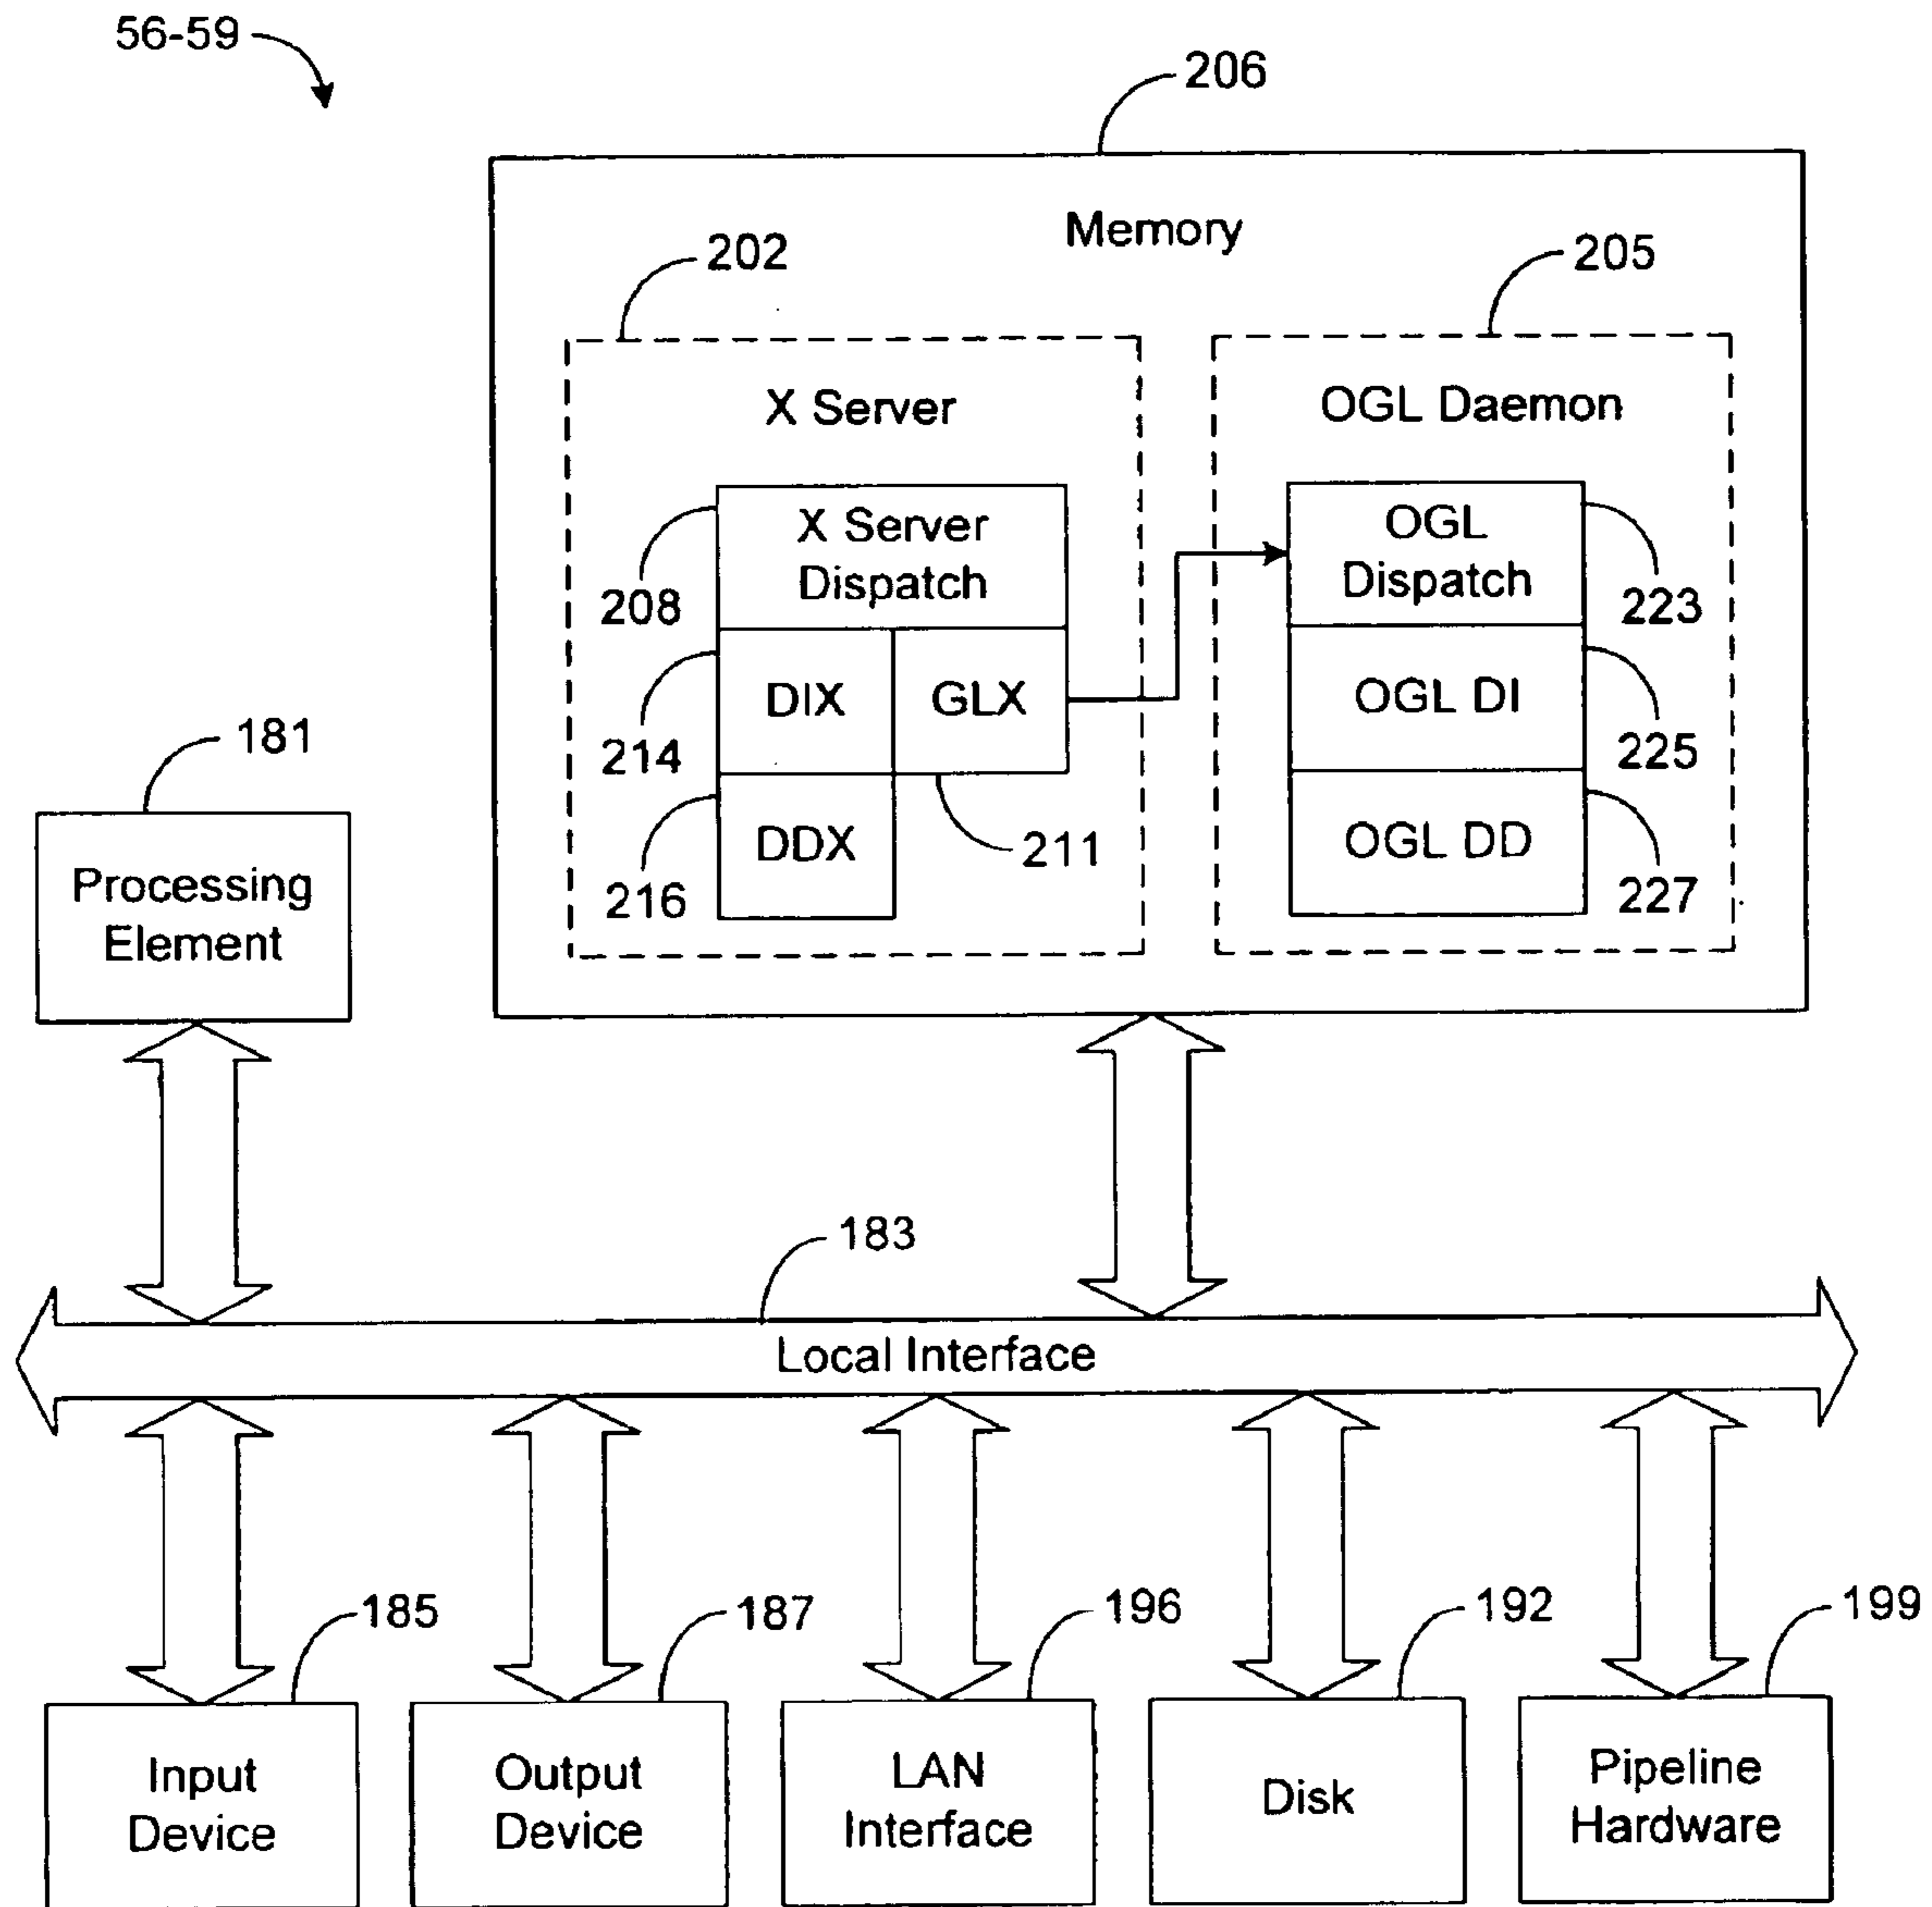 56-59
206
Memory
202
205
X Server
OGL Daemon
X Server
Dispatch
OGL
Dispatch
208
223
DIX
GLX
OGL DI
214
225
181
DDX
211
OGL DD
216
227
Processing
Element
183
Local Interface
185
187
196
192
199
Input
Device
Output
Device
LAN
Interface
Disk
Pipeline
Hardware